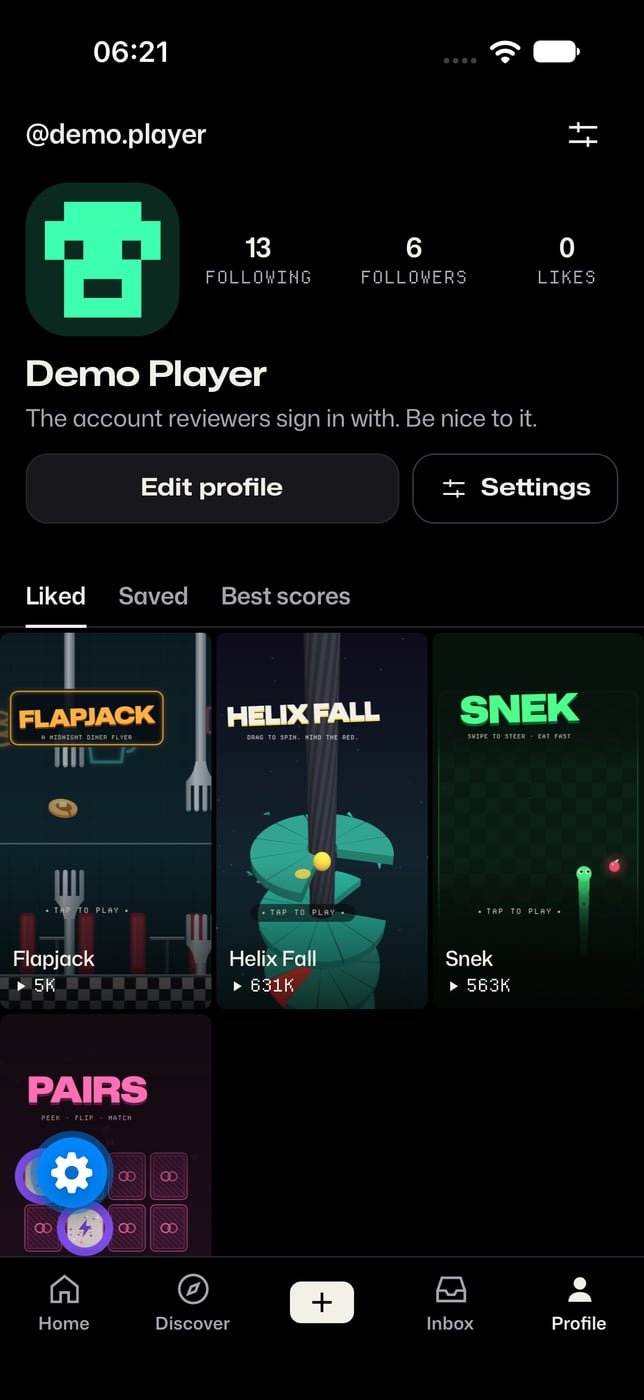 06:21
@demo.player
13
FOLLOWING
6
FOLLOWERS
0
LIKES
Demo Player
The account reviewers sign in with. Be nice to it.
Edit profile
Settings
Liked
Saved
Best scores
FLAPJACK
A MIDNIGHT DINER FLYER
• TAP TO PLAY •
Flapjack
5K
HELIX FALL
DRAG TO SPIN. MIND THE RED.
• TAP TO PLAY •
Helix Fall
631K
SNEK
SWIPE TO STEER · EAT FAST
• TAP TO PLAY •
Snek
563K
PAIRS
PEEK · FLIP · MATCH
Home
Discover
Inbox
Profile